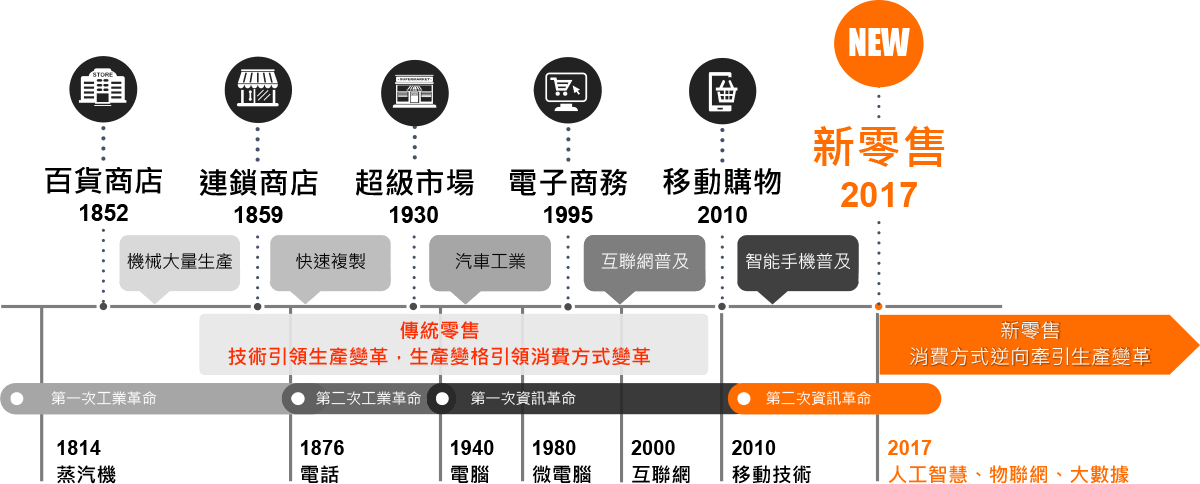 NEW
STORE
SUPERMARKET
百貨商店
1852
連鎖商店
1859
超級市場
1930
電子商務
1995
移動購物
2010
新零售
2017
機械大量生產
快速複製
汽車工業
互聯網普及
智能手機普及
傳統零售
技術引領生產變革，生產變格引領消費方式變革
新零售
消費方式逆向牽引生產變革
第一次工業革命
第二次工業革命
第一次資訊革命
第二次資訊革命
1814
蒸汽機
1876
電話
1940
電腦
1980
微電腦
2000
互聯網
2010
移動技術
2017
人工智慧、物聯網、大數據